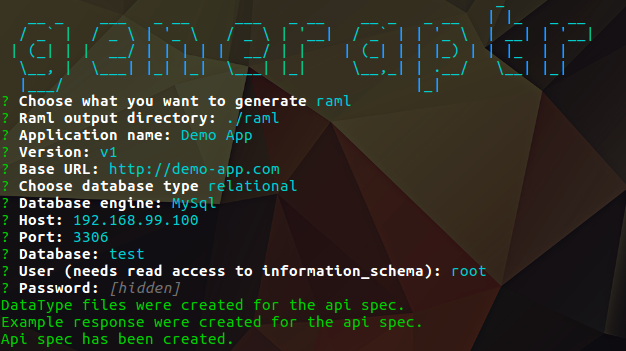 generaptr
? Choose what you want to generate raml
? Raml output directory: ./raml
? Application name: Demo App
? Version: v1
? Base URL: http://demo-app.com
? Choose database type relational
? Database engine: MySql
? Host: 192.168.99.100
? Port: 3306
? Database: test
? User (needs read access to information_schema): root
? Password: [hidden]
DataType files were created for the api spec.
Example response were created for the api spec.
Api spec has been created.